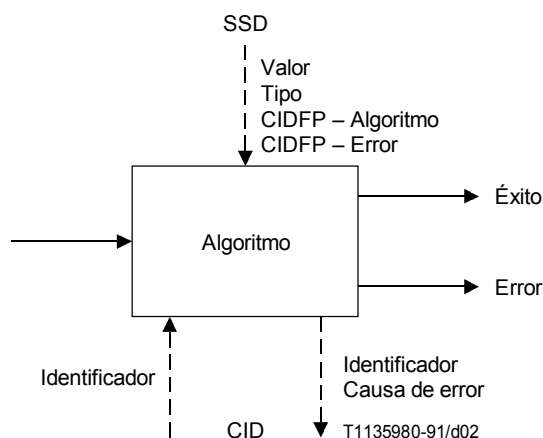 SSD
Valor
Tipo
CIDFP – Algoritmo
CIDFP – Error
Algoritmo
Éxito
Error
Identificador
Identificador
Causa de error
CID
T1135980-91/d02